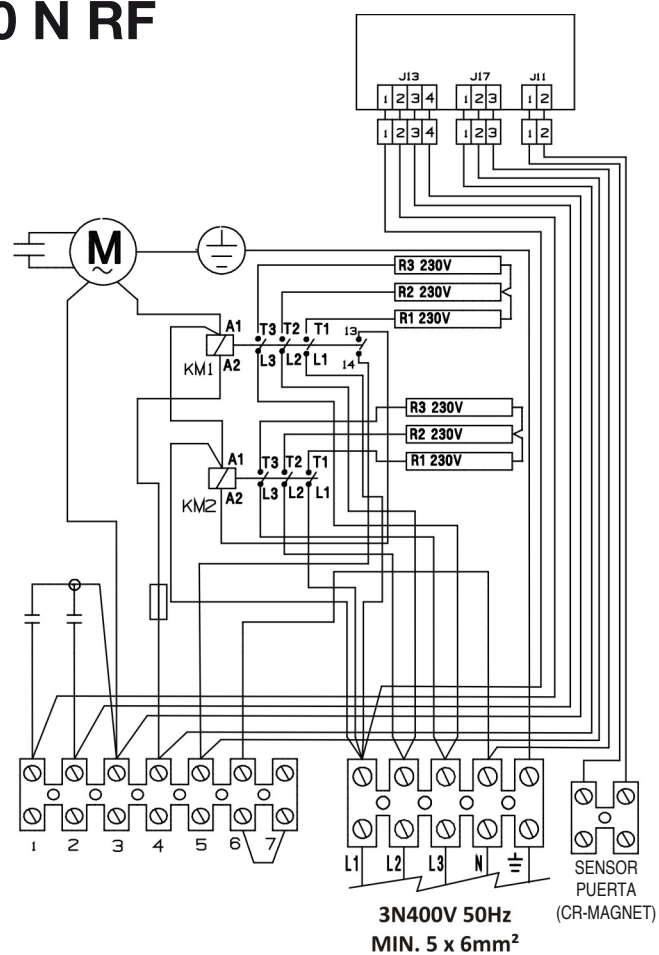 0 N RF
J13 J17 J11
1 2 3 4 1 2 3 1 2
1 2 3 4 1 2 3 1 2
M
~
R3 230V
R2 230V
R1 230V
A1 T3 T2 T1 13
KM1 A2 L3 L2 L1 14
R3 230V
R2 230V
R1 230V
A1 T3 T2 T1
KM2 A2 L3 L2 L1
1 2 3 4 5 6 7
L1 L2 L3 N
SENSOR
PUERTA
(CR-MAGNET)
3N400V 50Hz
MIN. 5 x 6mm²